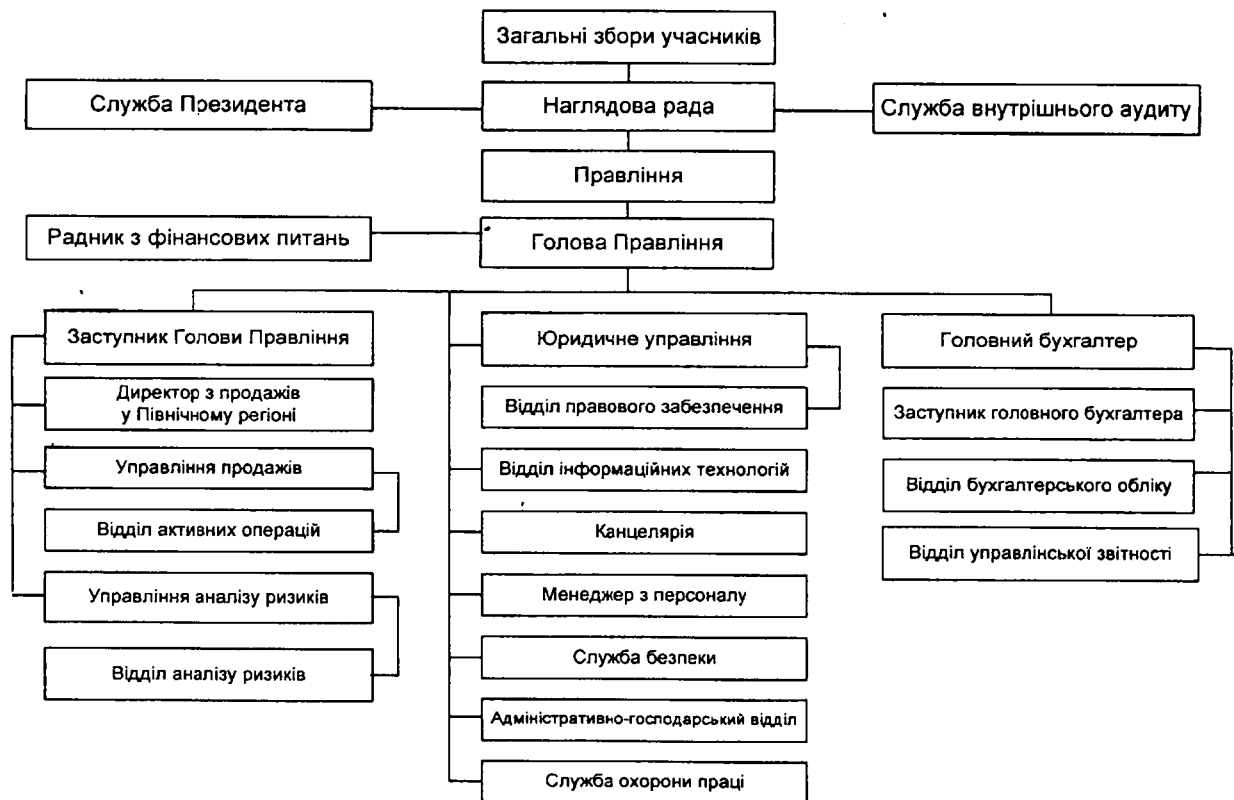 Загальні збори учасників
Служба Президента
Наглядова рада
Служба внутрішнього аудиту
Правління
Радник з фінансових питань
Голова Правління
Заступник Голови Правління
Директор з продажів
у Північному регіоні
Управління продажів
Відділ активних операцій
Управління аналізу ризиків
Відділ аналізу ризиків
Юридичне управління
Відділ правового забезпечення
Відділ інформаційних технологій
Канцелярія
Менеджер з персоналу
Служба безпеки
Адміністративно-господарський відділ
Служба охорони праці
Головний бухгалтер
Заступник головного бухгалтера
Відділ бухгалтерського обліку
Відділ управлінської звітності